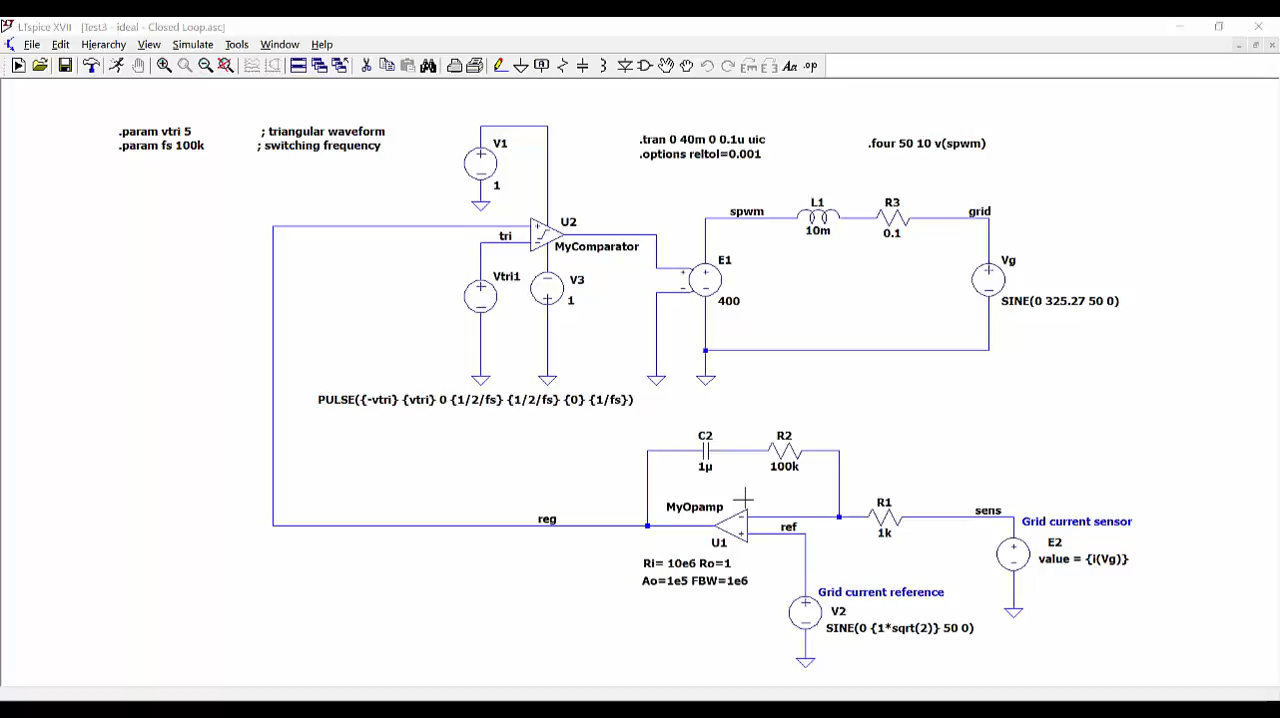 LTspice XVII - [Test3 - ideal - Closed Loop.asc]
File Edit Hierarchy View Simulate Tools Window Help
Aa .op
.param vtri 5 ; triangular waveform
.param fs 100k ; switching frequency
.tran 0 40m 0 0.1u uic
.options reltol=0.001
.four 50 10 v(spwm)
V1
1
U2
MyComparator
tri
Vtri1
V3
1
PULSE({-vtri} {vtri} 0 {1/2/fs} {1/2/fs} {0} {1/fs})
E1
400
spwm
L1
10m
R3
0.1
grid
Vg
SINE(0 325.27 50 0)
C2
1µ
R2
100k
MyOpamp
U1
reg
ref
Ri= 10e6 Ro=1
Ao=1e5 FBW=1e6
R1
1k
sens
Grid current sensor
E2
value = {i(Vg)}
Grid current reference
V2
SINE(0 {1*sqrt(2)} 50 0)